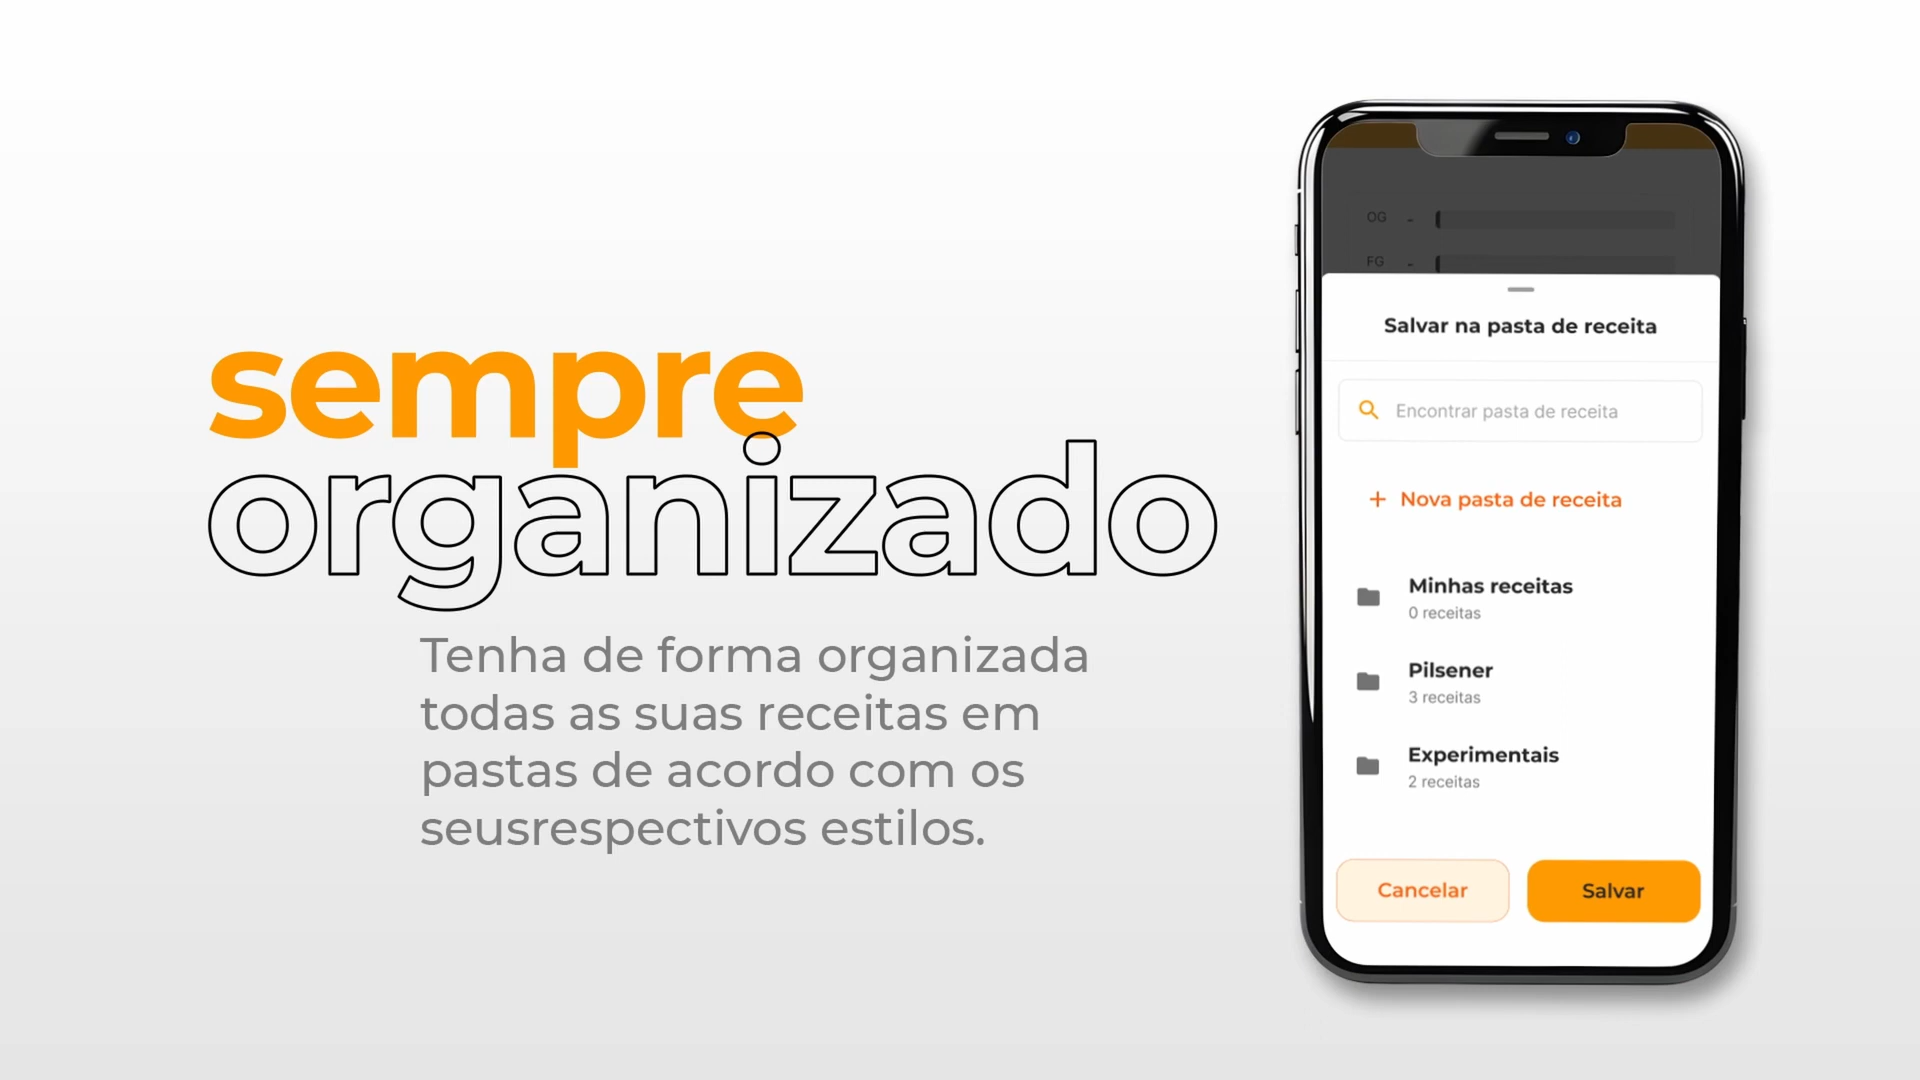 sempre
organizado
Tenha de forma organizada
todas as suas receitas em
pastas de acordo com os
seusrespectivos estilos.
OG -
FG -
Salvar na pasta de receita
Encontrar pasta de receita
+ Nova pasta de receita
Minhas receitas
0 receitas
Pilsener
3 receitas
Experimentais
2 receitas
Cancelar
Salvar